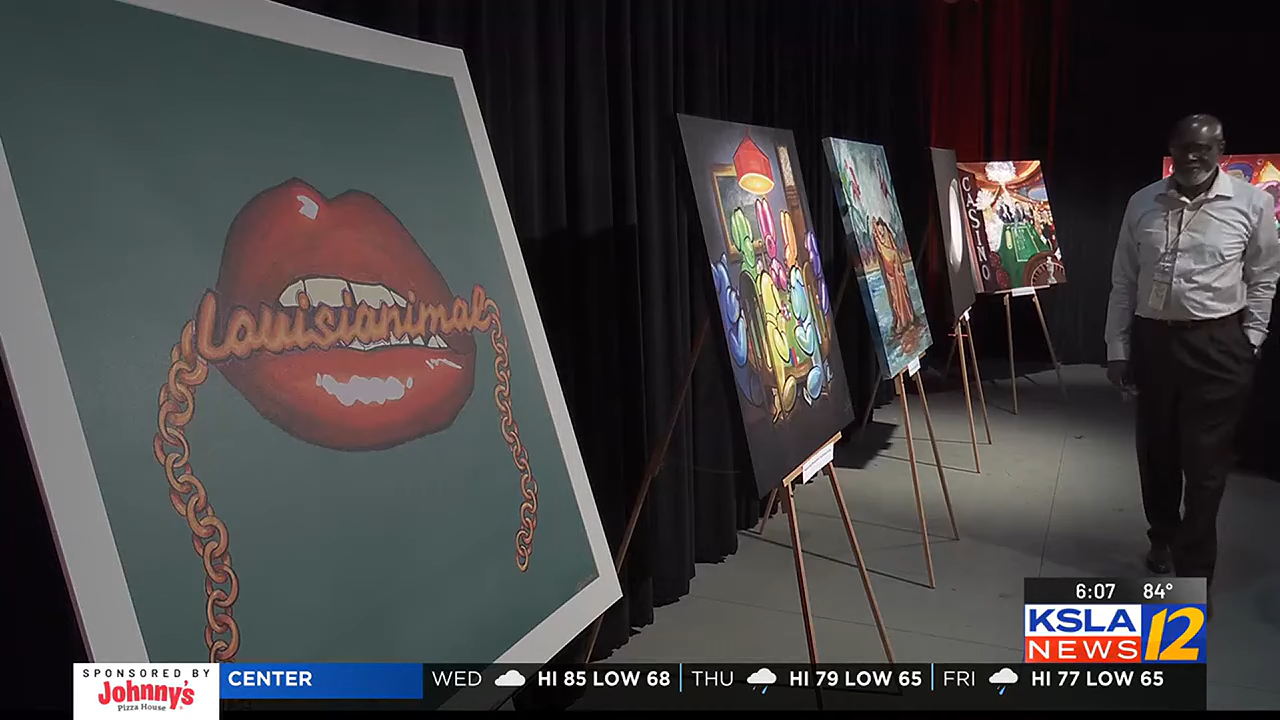 Louisianimal
CASINO
6:07 84°
KSLA
NEWS 12
SPONSORED BY
Johnny's
Pizza House
CENTER
WED HI 85 LOW 68 THU HI 79 LOW 65 FRI HI 77 LOW 65